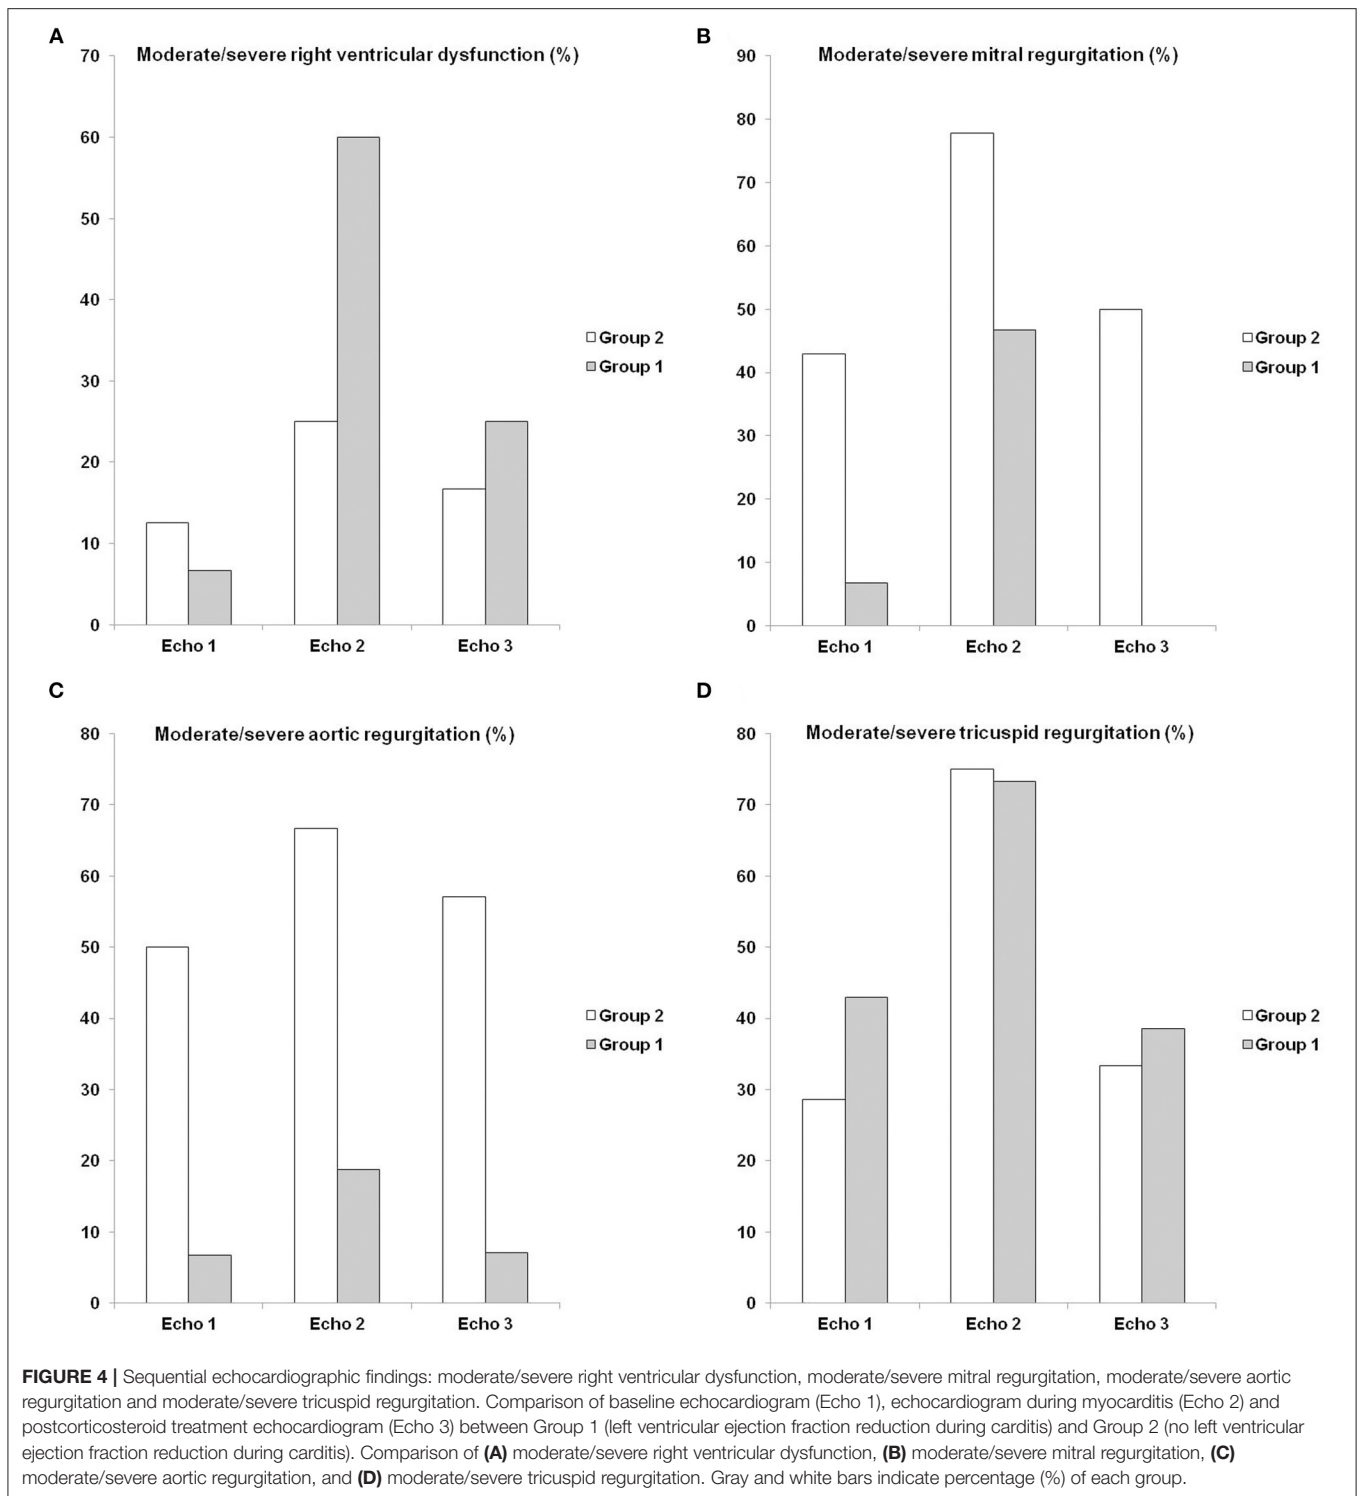 A
Moderate/severe right ventricular dysfunction (%)
70
60
50
40
30
20
10
0
Echo 1 Echo 2 Echo 3
Group 2
Group 1
B
Moderate/severe mitral regurgitation (%)
90
80
70
60
50
40
30
20
10
0
Echo 1 Echo 2 Echo 3
Group 2
Group 1
C
Moderate/severe aortic regurgitation (%)
80
70
60
50
40
30
20
10
0
Echo 1 Echo 2 Echo 3
Group 2
Group 1
D
Moderate/severe tricuspid regurgitation (%)
80
70
60
50
40
30
20
10
0
Echo 1 Echo 2 Echo 3
Group 2
Group 1
FIGURE 4 | Sequential echocardiographic findings: moderate/severe right ventricular dysfunction, moderate/severe mitral regurgitation, moderate/severe aortic
regurgitation and moderate/severe tricuspid regurgitation. Comparison of baseline echocardiogram (Echo 1), echocardiogram during myocarditis (Echo 2) and
postcorticosteroid treatment echocardiogram (Echo 3) between Group 1 (left ventricular ejection fraction reduction during carditis) and Group 2 (no left ventricular
ejection fraction reduction during carditis). Comparison of (A) moderate/severe right ventricular dysfunction, (B) moderate/severe mitral regurgitation, (C)
moderate/severe aortic regurgitation, and (D) moderate/severe tricuspid regurgitation. Gray and white bars indicate percentage (%) of each group.